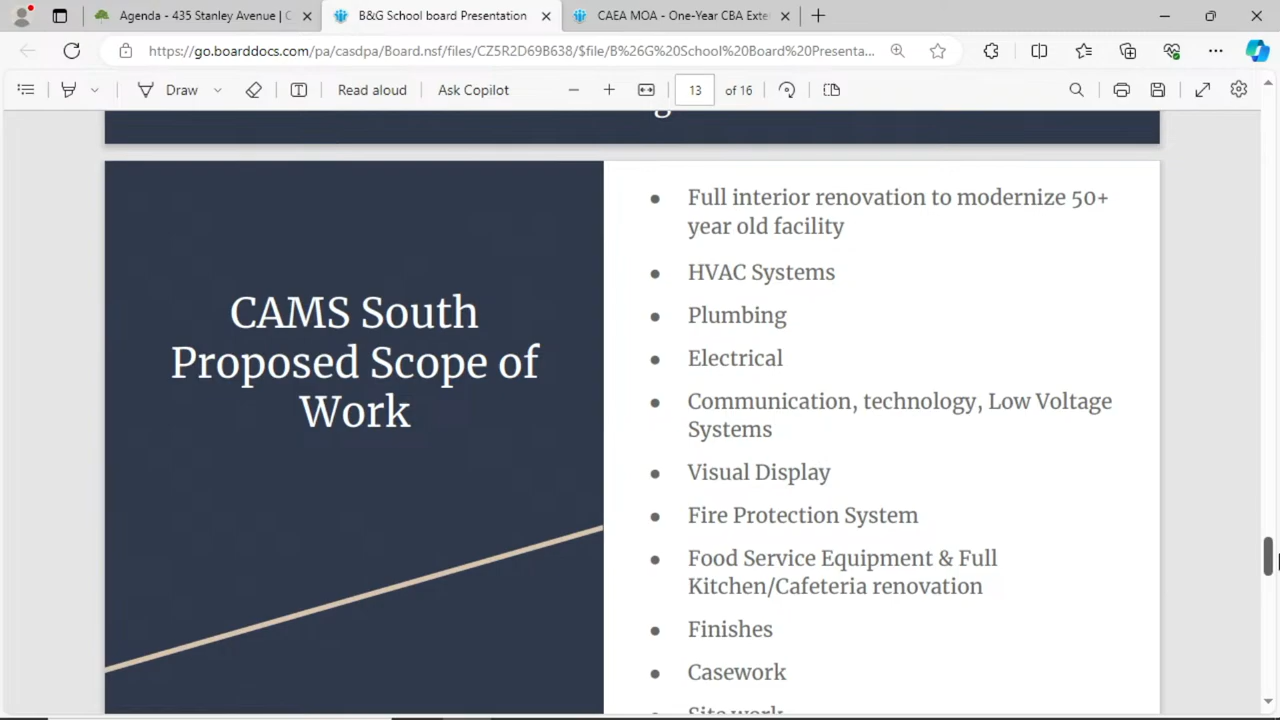 Agenda - 435 Stanley Avenue | C
B&G School board Presentation
CAEA MOA - One-Year CBA Exte
https://go.boarddocs.com/pa/casdpa/Board.nsf/files/CZ5R2D69B638/$file/B%26G%20School%20Board%20Presenta...
Draw
Read aloud
Ask Copilot
13
of 16
CAMS South
Proposed Scope of
Work
Full interior renovation to modernize 50+
year old facility
HVAC Systems
Plumbing
Electrical
Communication, technology, Low Voltage
Systems
Visual Display
Fire Protection System
Food Service Equipment & Full
Kitchen/Cafeteria renovation
Finishes
Casework
Site work